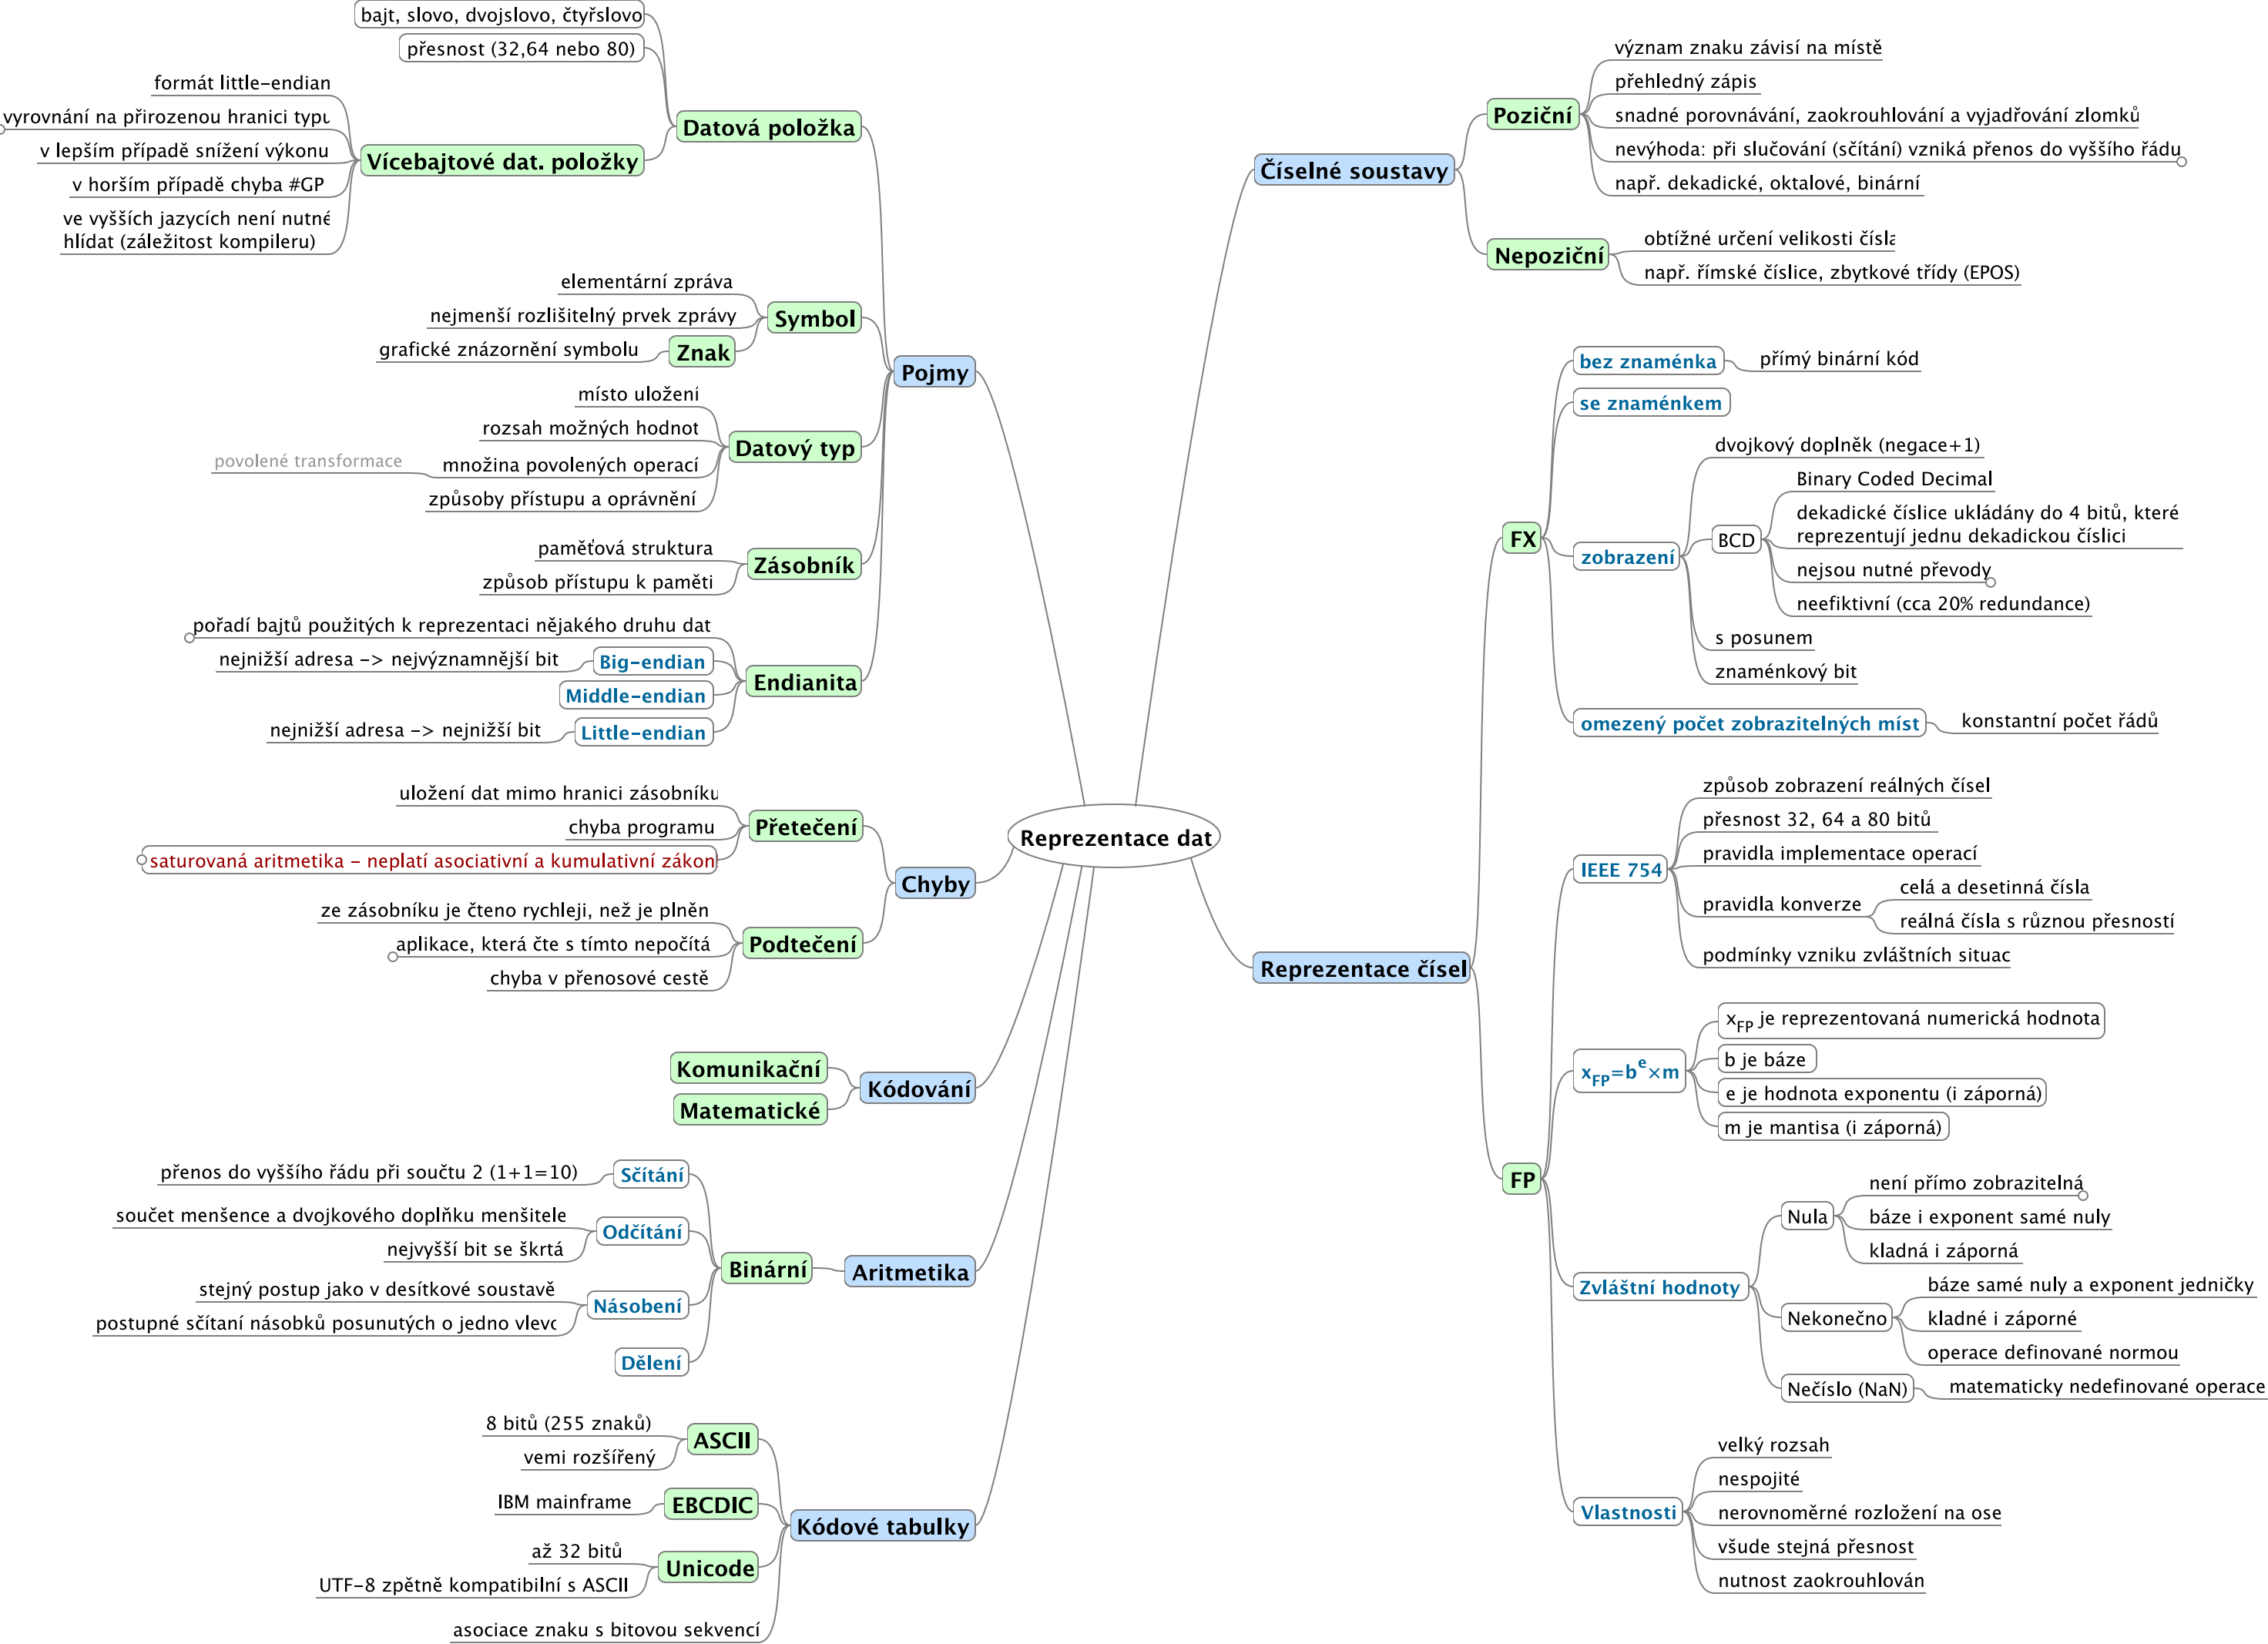 Reprezentace dat
Číselné soustavy
Poziční
význam znaku závisí na místě
přehledný zápis
snadné porovnávání, zaokrouhlování a vyjadřování zlomků
nevýhoda: při slučování (sčítání) vzniká přenos do vyššího řádu
např. dekadické, oktalové, binární
Nepoziční
obtížné určení velikosti čísla
např. římské číslice, zbytkové třídy (EPOS)
Reprezentace čísel
FX
bez znaménka
přímý binární kód
se znaménkem
zobrazení
dvojkový doplněk (negace+1)
BCD
Binary Coded Decimal
dekadické číslice ukládány do 4 bitů, které
reprezentují jednu dekadickou číslici
nejsou nutné převody
neefiktivní (cca 20% redundance)
s posunem
znaménkový bit
omezený počet zobrazitelných míst
konstantní počet řádů
FP
IEEE 754
způsob zobrazení reálných čísel
přesnost 32, 64 a 80 bitů
pravidla implementace operací
pravidla konverze
celá a desetinná čísla
reálná čísla s různou přesností
podmínky vzniku zvláštních situac
x_FP=b^e×m
x_FP je reprezentovaná numerická hodnota
b je báze
e je hodnota exponentu (i záporná)
m je mantisa (i záporná)
Zvláštní hodnoty
Nula
není přímo zobrazitelná
báze i exponent samé nuly
kladná i záporná
Nekonečno
báze samé nuly a exponent jedničky
kladné i záporné
operace definované normou
Nečíslo (NaN)
matematicky nedefinované operace
Vlastnosti
velký rozsah
nespojité
nerovnoměrné rozložení na ose
všude stejná přesnost
nutnost zaokrouhlován
Pojmy
Datová položka
bajt, slovo, dvojslovo, čtyřslovo
přesnost (32,64 nebo 80)
Vícebajtové dat. položky
formát little-endian
vyrovnání na přirozenou hranici typu
v lepším případě snížení výkonu
v horším případě chyba #GP
ve vyšších jazycích není nutné
hlídat (záležitost kompileru)
Symbol
elementární zpráva
nejmenší rozlišitelný prvek zprávy
Znak
grafické znázornění symbolu
Datový typ
místo uložení
rozsah možných hodnot
množina povolených operací
povolené transformace
způsoby přístupu a oprávnění
Zásobník
paměťová struktura
způsob přístupu k paměti
Endianita
pořadí bajtů použitých k reprezentaci nějakého druhu dat
Big-endian
nejnižší adresa -> nejvýznamnější bit
Middle-endian
Little-endian
nejnižší adresa -> nejnižší bit
Chyby
Přetečení
uložení dat mimo hranici zásobníku
chyba programu
saturovaná aritmetika - neplatí asociativní a kumulativní zákon
Podtečení
ze zásobníku je čteno rychleji, než je plněn
aplikace, která čte s tímto nepočítá
chyba v přenosové cestě
Kódování
Komunikační
Matematické
Aritmetika
Binární
Sčítání
přenos do vyššího řádu při součtu 2 (1+1=10)
Odčítání
součet menšence a dvojkového doplňku menšitele
nejvyšší bit se škrtá
Násobení
stejný postup jako v desítkové soustavě
postupné sčítaní násobků posunutých o jedno vlevo
Dělení
Kódové tabulky
ASCII
8 bitů (255 znaků)
vemi rozšířený
EBCDIC
IBM mainframe
Unicode
až 32 bitů
UTF-8 zpětně kompatibilní s ASCII
asociace znaku s bitovou sekvencí